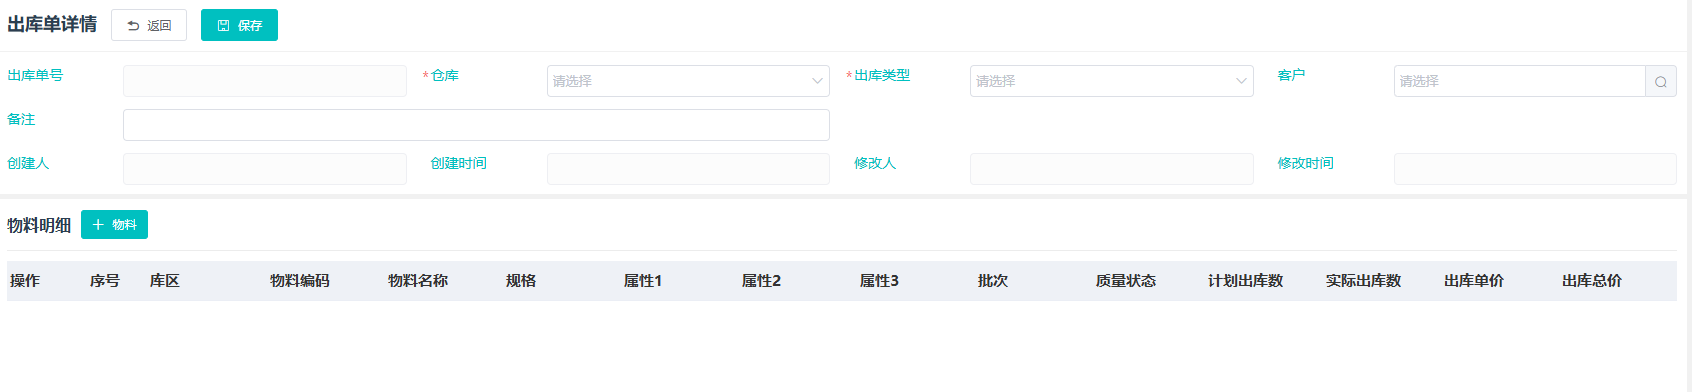 出库单详情 返回 保存
出库单号 *仓库 请选择 *出库类型 请选择 客户 请选择
备注
创建人 创建时间 修改人 修改时间
物料明细 + 物料
操作 序号 库区 物料编码 物料名称 规格 属性1 属性2 属性3 批次 质量状态 计划出库数 实际出库数 出库单价 出库总价